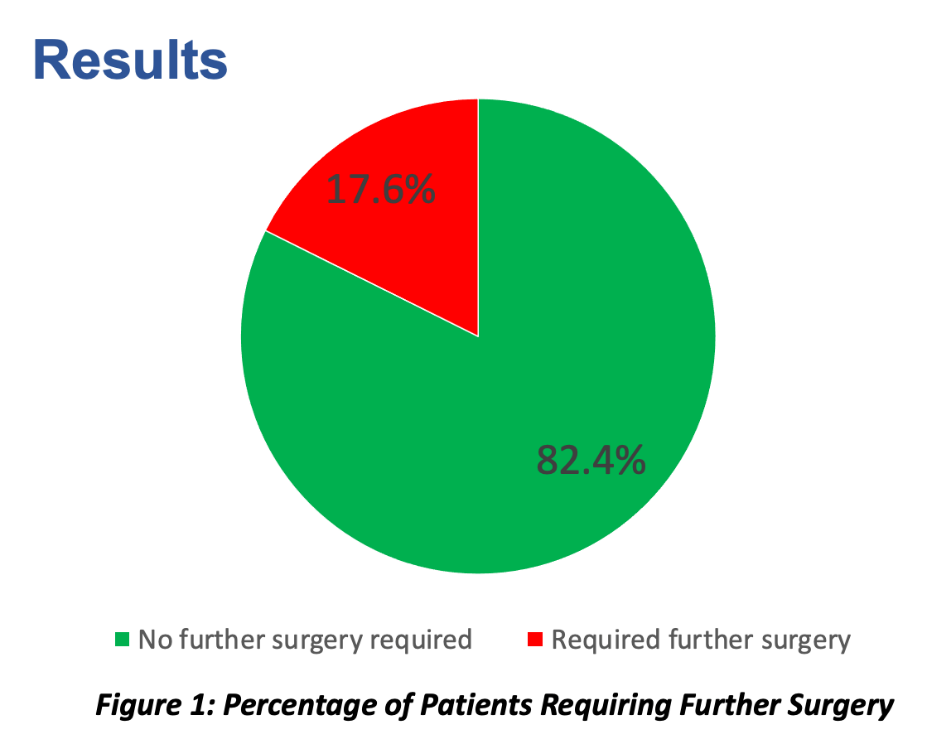 Results
17.6%
82.4%
No further surgery required
Required further surgery
Figure 1: Percentage of Patients Requiring Further Surgery